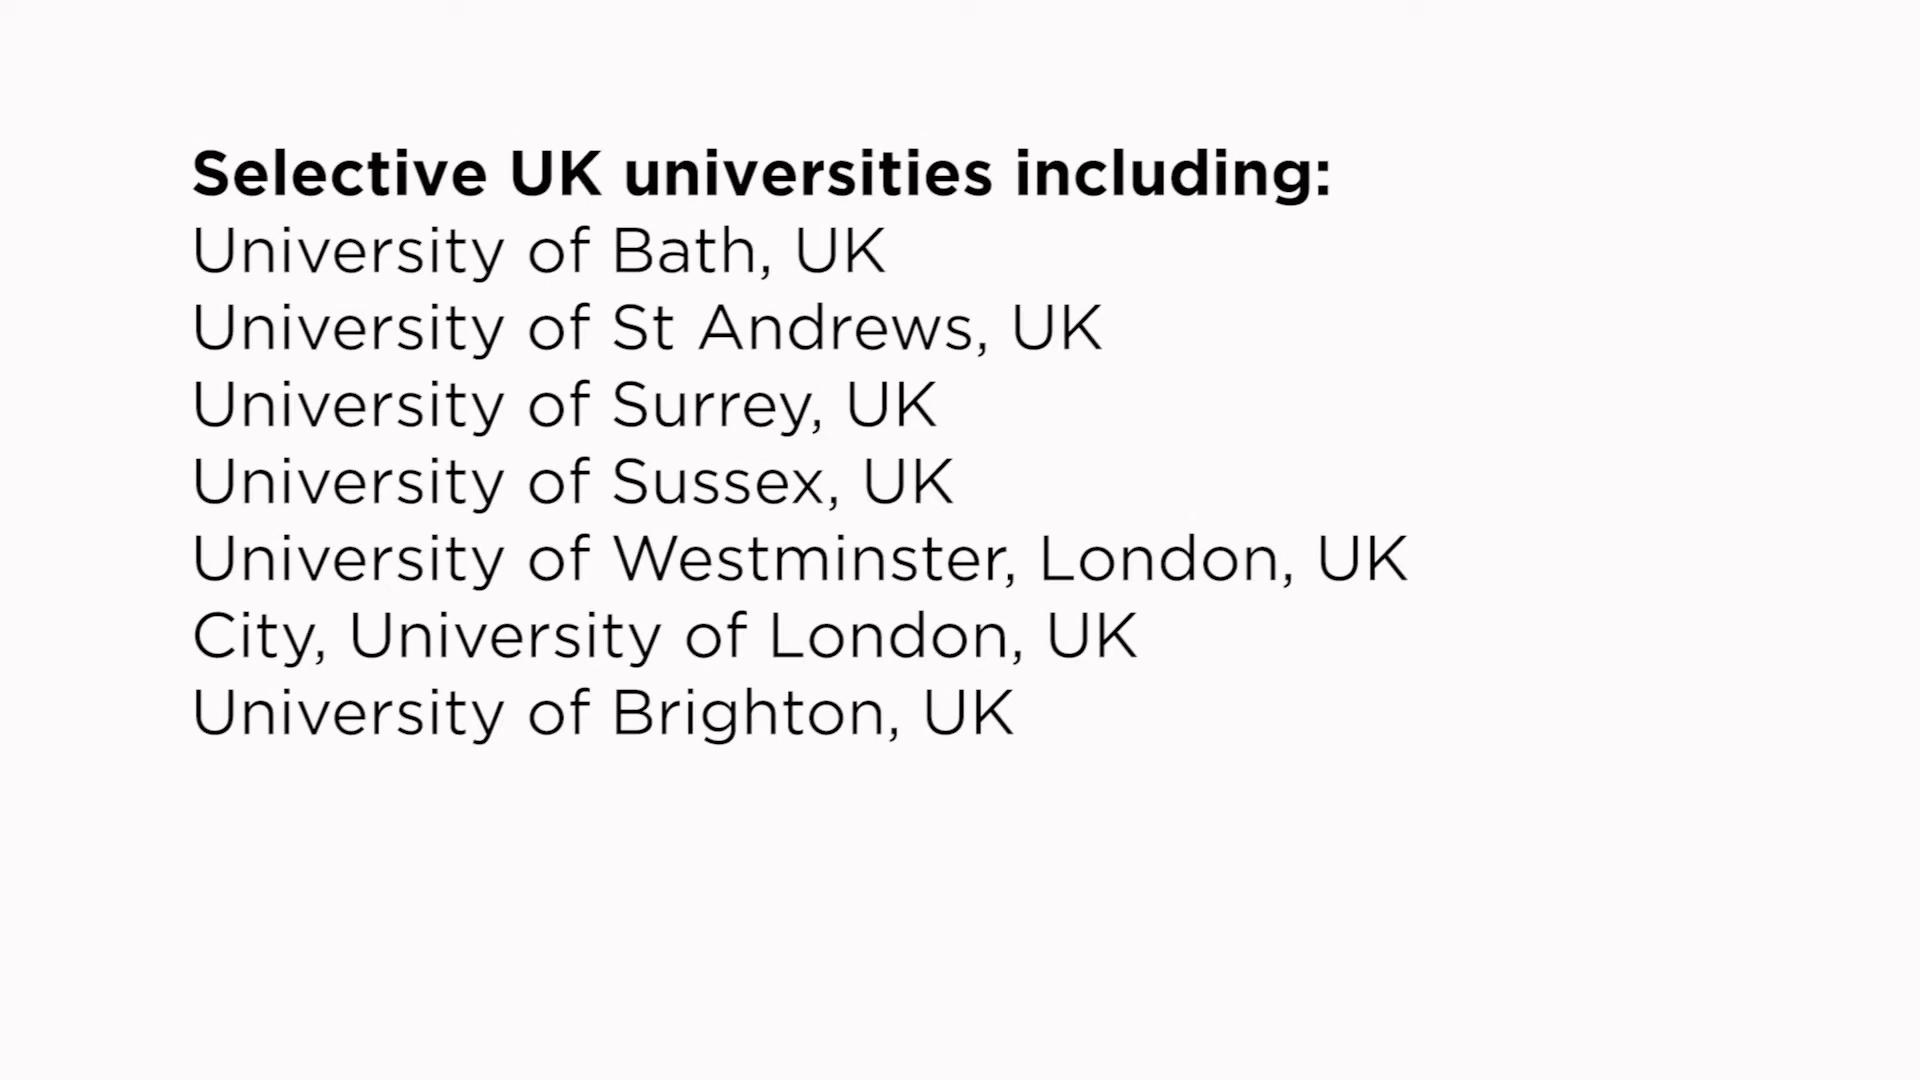 Selective UK universities including:
University of Bath, UK
University of St Andrews, UK
University of Surrey, UK
University of Sussex, UK
University of Westminster, London, UK
City, University of London, UK
University of Brighton, UK